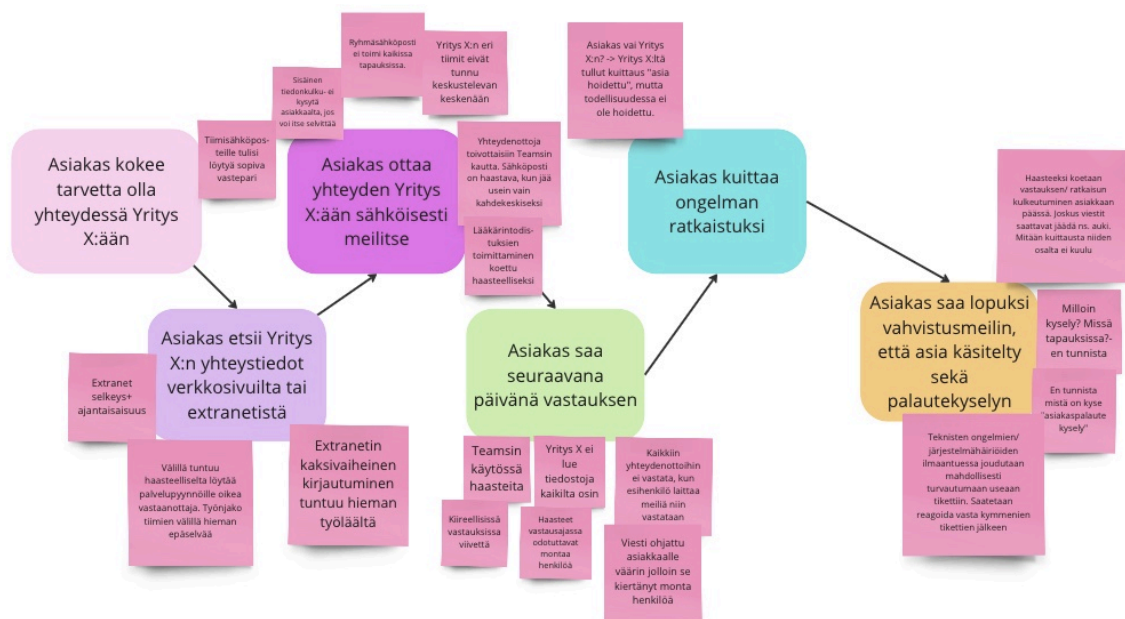 Asiakas kokee
tarvetta olla
yhteydessä Yritys
X:ään
Tiimisähköpos-
teille tulisi
löytyä sopiva
vastepari
Sisäinen
tiedonkulku- ei
kysytä
asiakkaalta, jos
voi itse selvittää
Ryhmäsähköposti
ei toimi kaikissa
tapauksissa.
Yritys X:n eri
tiimit eivät
tunnu
keskustelevan
keskenään
Asiakas ottaa
yhteyden Yritys
X:ään sähköisesti
meilitse
Yhteydenottoja
toivottaisiin Teamsin
kautta. Sähköposti
on haastava, kun jää
usein vain
kahdekeskiseksi
Lääkärintodis-
tuksien
toimittaminen
koettu
haasteelliseksi
Asiakas vai Yritys
X:n? -> Yritys X:ltä
tullut kuittaus "asia
hoidettu", mutta
todellisuudessa ei
ole hoidettu.
Asiakas kuittaa
ongelman
ratkaistuksi
Haasteeksi koetaan
vastauksen/ ratkaisun
kulkeutuminen asiakkaan
päässä. Joskus viestit
saattavat jäädä ns. auki.
Mitään kuittausta niiden
osalta ei kuulu
Asiakas etsii Yritys
X:n yhteystiedot
verkkosivuilta tai
extranetistä
Extranet
selkeys+
ajantaisaisuus
Välillä tuntuu
haasteelliselta löytää
palvelupyynnöille oikea
vastaanottaja. Työnjako
tiimien välillä hieman
epäselvää
Extranetin
kaksivaiheinen
kirjautuminen
tuntuu hieman
työläältä
Asiakas saa
seuraavana
päivänä vastauksen
Teamsin
käytössä
haasteita
Yritys X ei
lue
tiedostoja
kaikilta osin
Kaikkiin
yhteydenottoihin
ei vastata, kun
esihenkilö laittaa
meiliä niin
vastataan
Kiireellisissä
vastauksissa
viivettä
Haasteet
vastausajassa
odotuttavat
montaa
henkilöä
Viesti ohjattu
asiakkaalle
väärin jolloin se
kiertänyt monta
henkilöä
Asiakas saa lopuksi
vahvistusmeilin,
että asia käsitelty
sekä
palautekyselyn
Milloin
kysely? Missä
tapauksissa?-
en tunnista
En tunnista
mistä on kyse
"asiakaspalaute
kysely"
Teknisten ongelmien/
järjestelmähäiriöiden
ilmaantuessa joudutaan
mahdollisesti
turvautumaan useaan
tikettiin. Saatetaan
reagoida vasta kymmenien
tikettien jälkeen